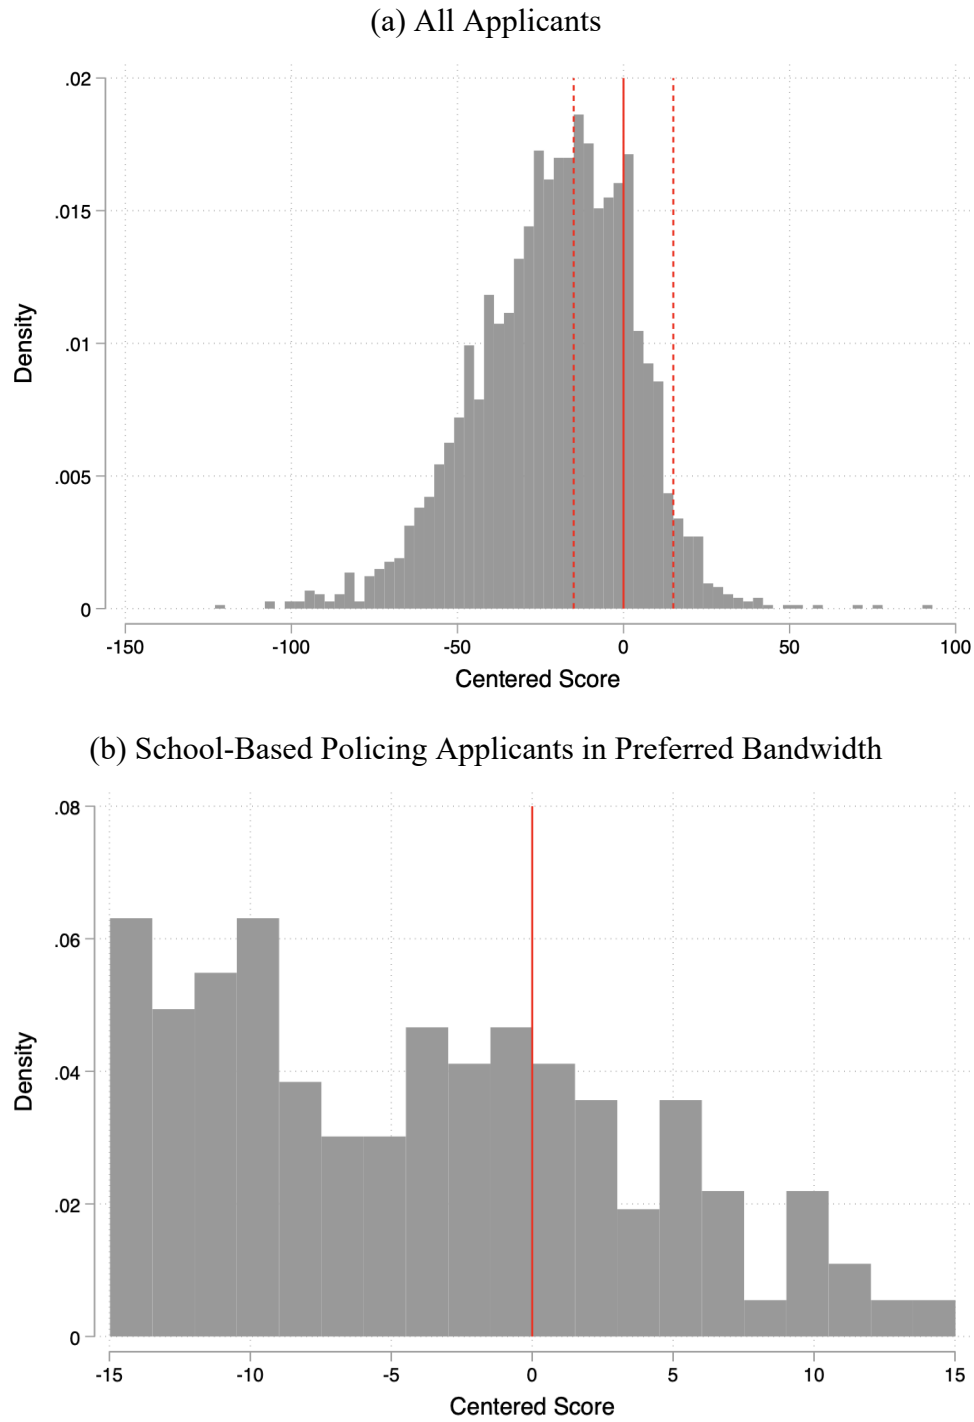 (a) All Applicants
.02
.015
.01
.005
0
Density
-150 -100 -50 0 50 100
Centered Score
(b) School-Based Policing Applicants in Preferred Bandwidth
.08
.06
.04
.02
0
Density
-15 -10 -5 0 5 10 15
Centered Score